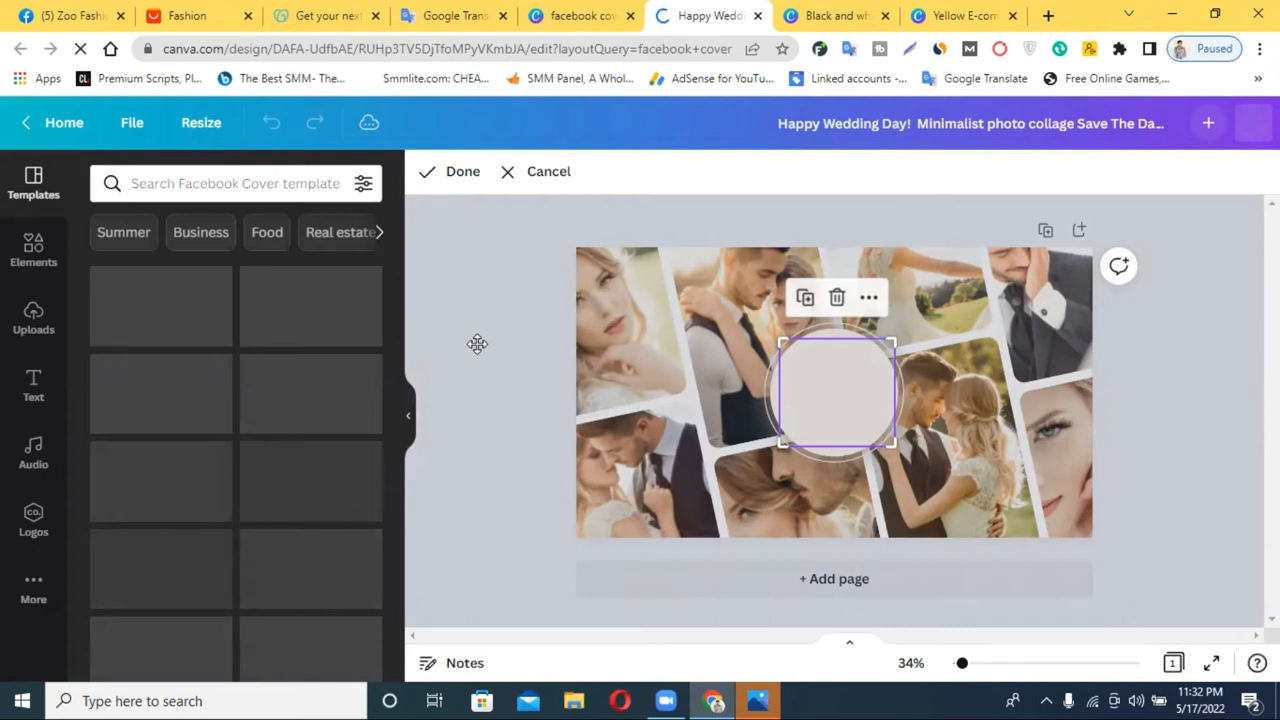 (5) Zoo Fashi
Fashion
Get your next
Google Trans
facebook cov
Happy Weddi
Black and wh
Yellow E-com
canva.com/design/DAFA-UdfbAE/RUHp3TV5DjTfoMPyVKmbJA/edit?layoutQuery=facebook+cover
Paused
Apps
Premium Scripts, Pl...
The Best SMM- The...
Smmlite.com: CHEA...
SMM Panel, A Whol...
AdSense for YouTu...
Linked accounts -...
Google Translate
Free Online Games,...
»
Home
File
Resize
Happy Wedding Day! Minimalist photo collage Save The Da...
Templates
Search Facebook Cover template
Done
Cancel
Summer
Business
Food
Real estate
Elements
Uploads
Text
Audio
CO.
Logos
More
+ Add page
Notes
34%
1
Type here to search
11:32 PM
5/17/2022
2